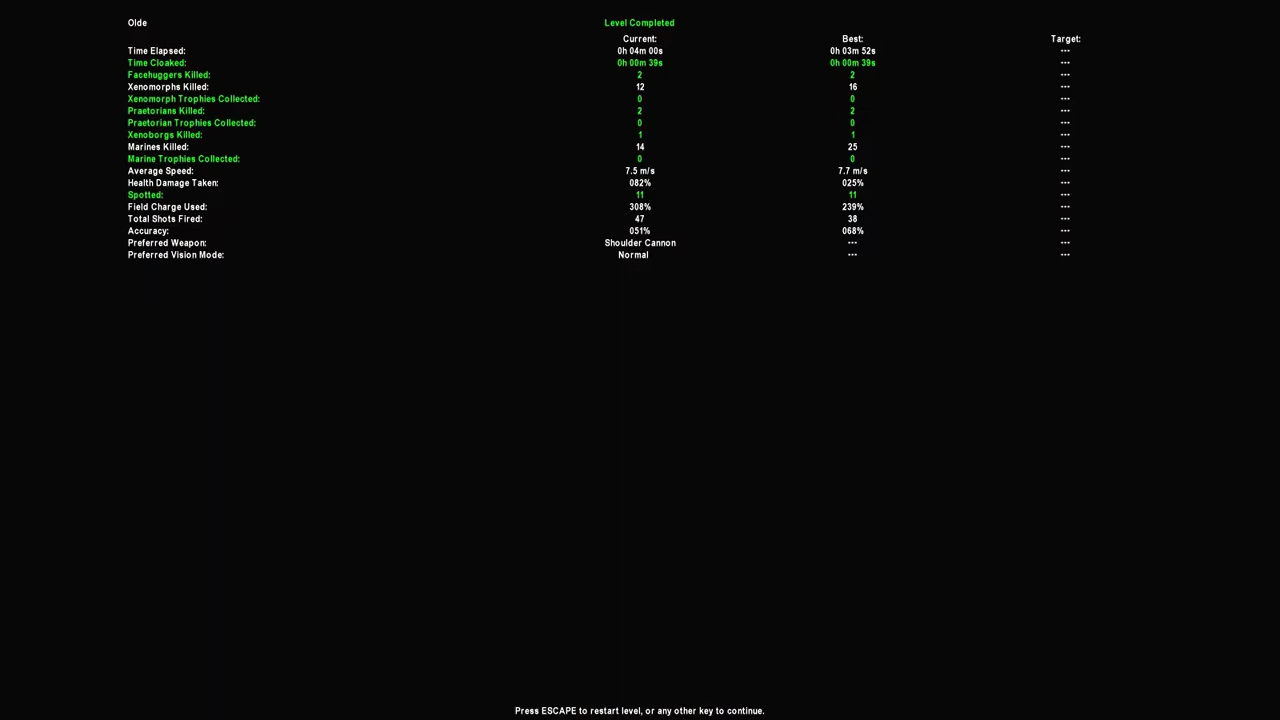 Olde Level Completed
Current: Best: Target:
Time Elapsed: 0h 04m 00s 0h 03m 52s ---
Time Cloaked: 0h 00m 39s 0h 00m 39s ---
Facehuggers Killed: 2 2 ---
Xenomorphs Killed: 12 16 ---
Xenomorph Trophies Collected: 0 0 ---
Praetorians Killed: 2 2 ---
Praetorian Trophies Collected: 0 0 ---
Xenoborgs Killed: 1 1 ---
Marines Killed: 14 25 ---
Marine Trophies Collected: 0 0 ---
Average Speed: 7.5 m/s 7.7 m/s ---
Health Damage Taken: 082% 025% ---
Spotted: 11 11 ---
Field Charge Used: 308% 239% ---
Total Shots Fired: 47 38 ---
Accuracy: 051% 068% ---
Preferred Weapon: Shoulder Cannon --- ---
Preferred Vision Mode: Normal --- ---
Press ESCAPE to restart level, or any other key to continue.